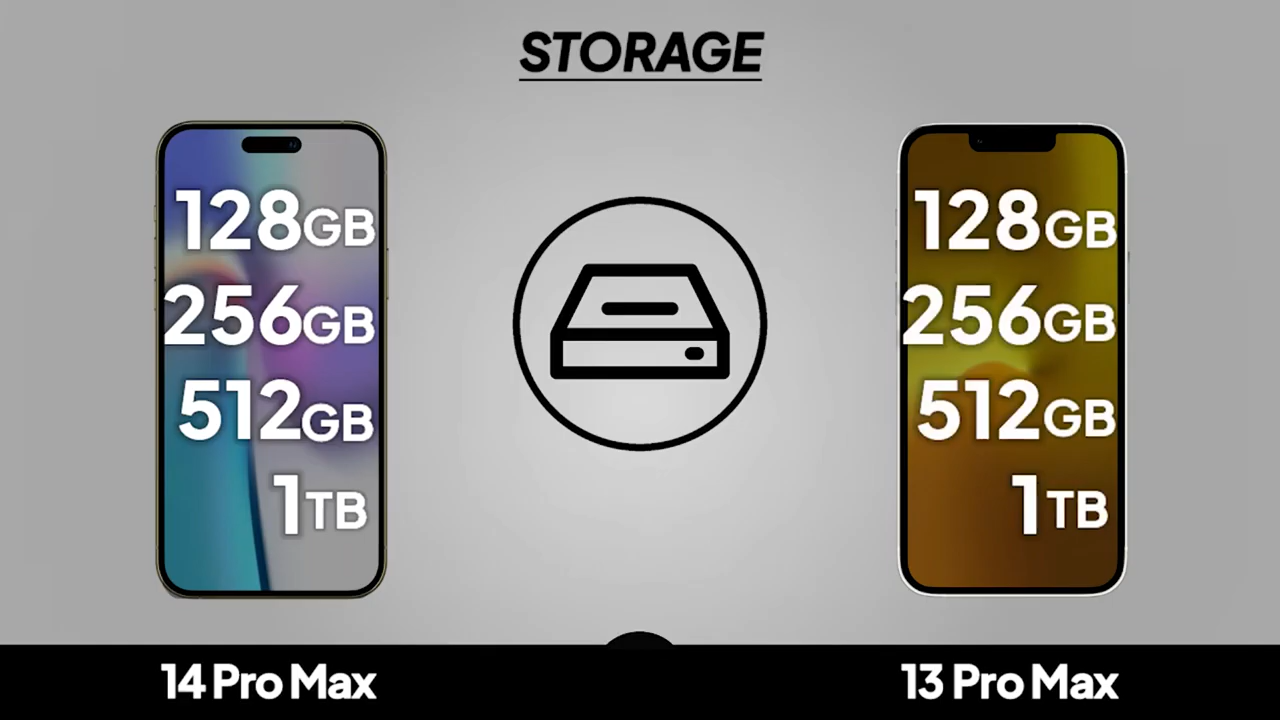 STORAGE
128GB
256GB
512GB
1TB
128GB
256GB
512GB
1TB
14 Pro Max
13 Pro Max